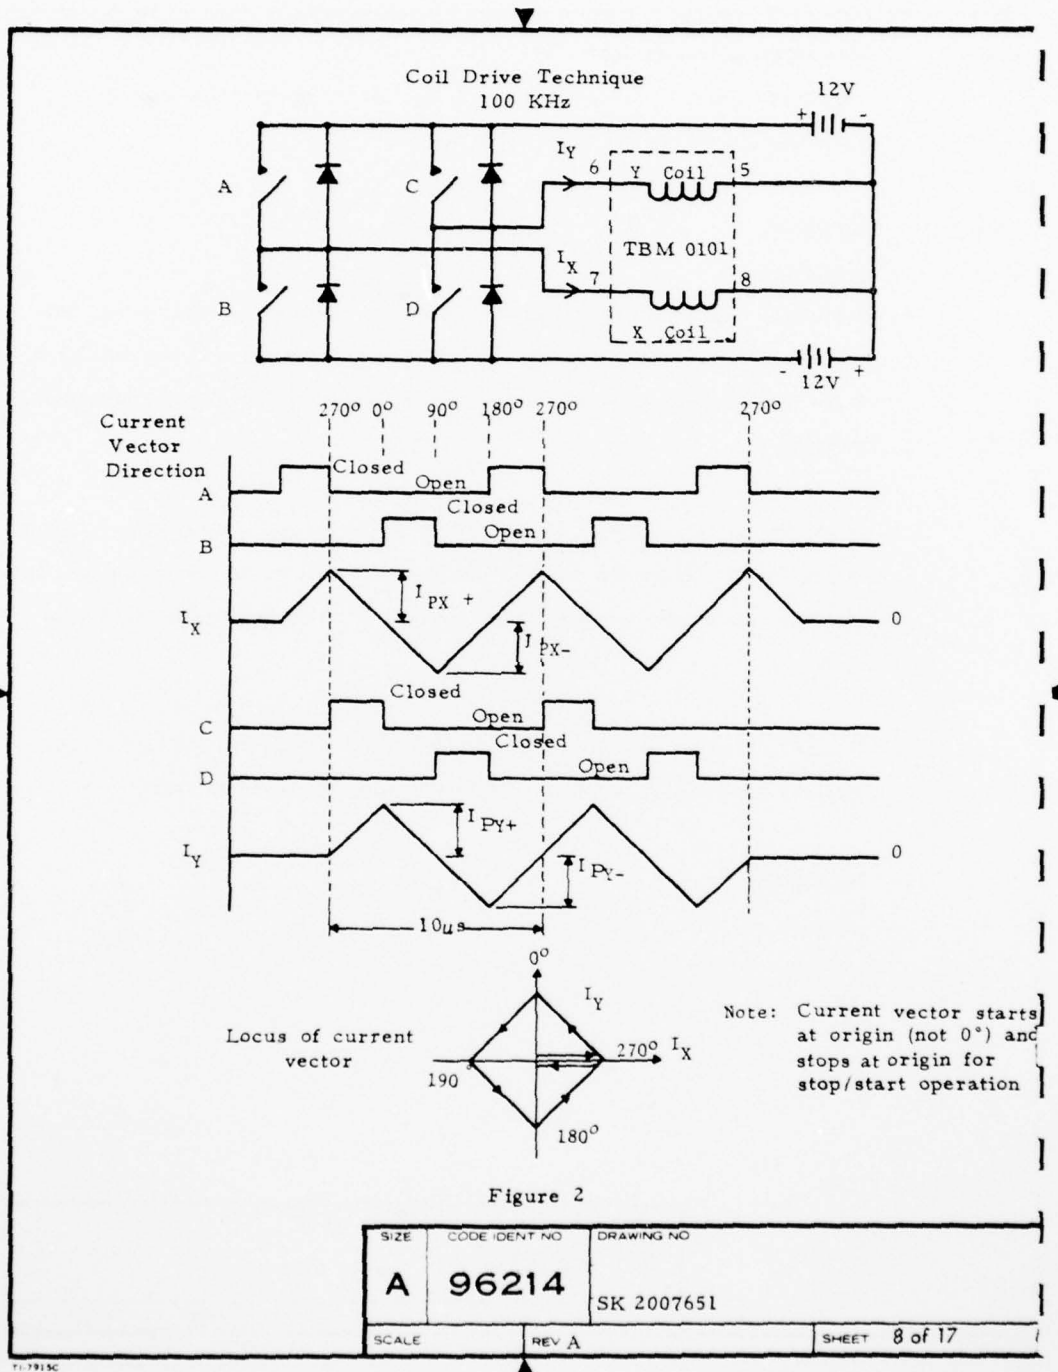 Coil Drive Technique
100 KHz
12V
+ -
I_Y
6 Y Coil 5
A
C
TBM 0101
I_X
7 8
B
D
X Coil
- 12V +
270° 0° 90° 180° 270° 270°
Current
Vector
Direction
Closed
A
Open
Closed
B
Open
I_PX +
I_X
0
I_PX-
Closed
C
Open
Closed
D
Open
I_PY+
I_Y
0
I_PY-
10μs
0°
I_Y
Locus of current
vector
270° I_X
190
180°
Note: Current vector starts
at origin (not 0°) and
stops at origin for
stop/start operation
Figure 2
SIZE CODE IDENT NO DRAWING NO
A 96214
SK 2007651
SCALE REV A SHEET 8 of 17
TI-7915C